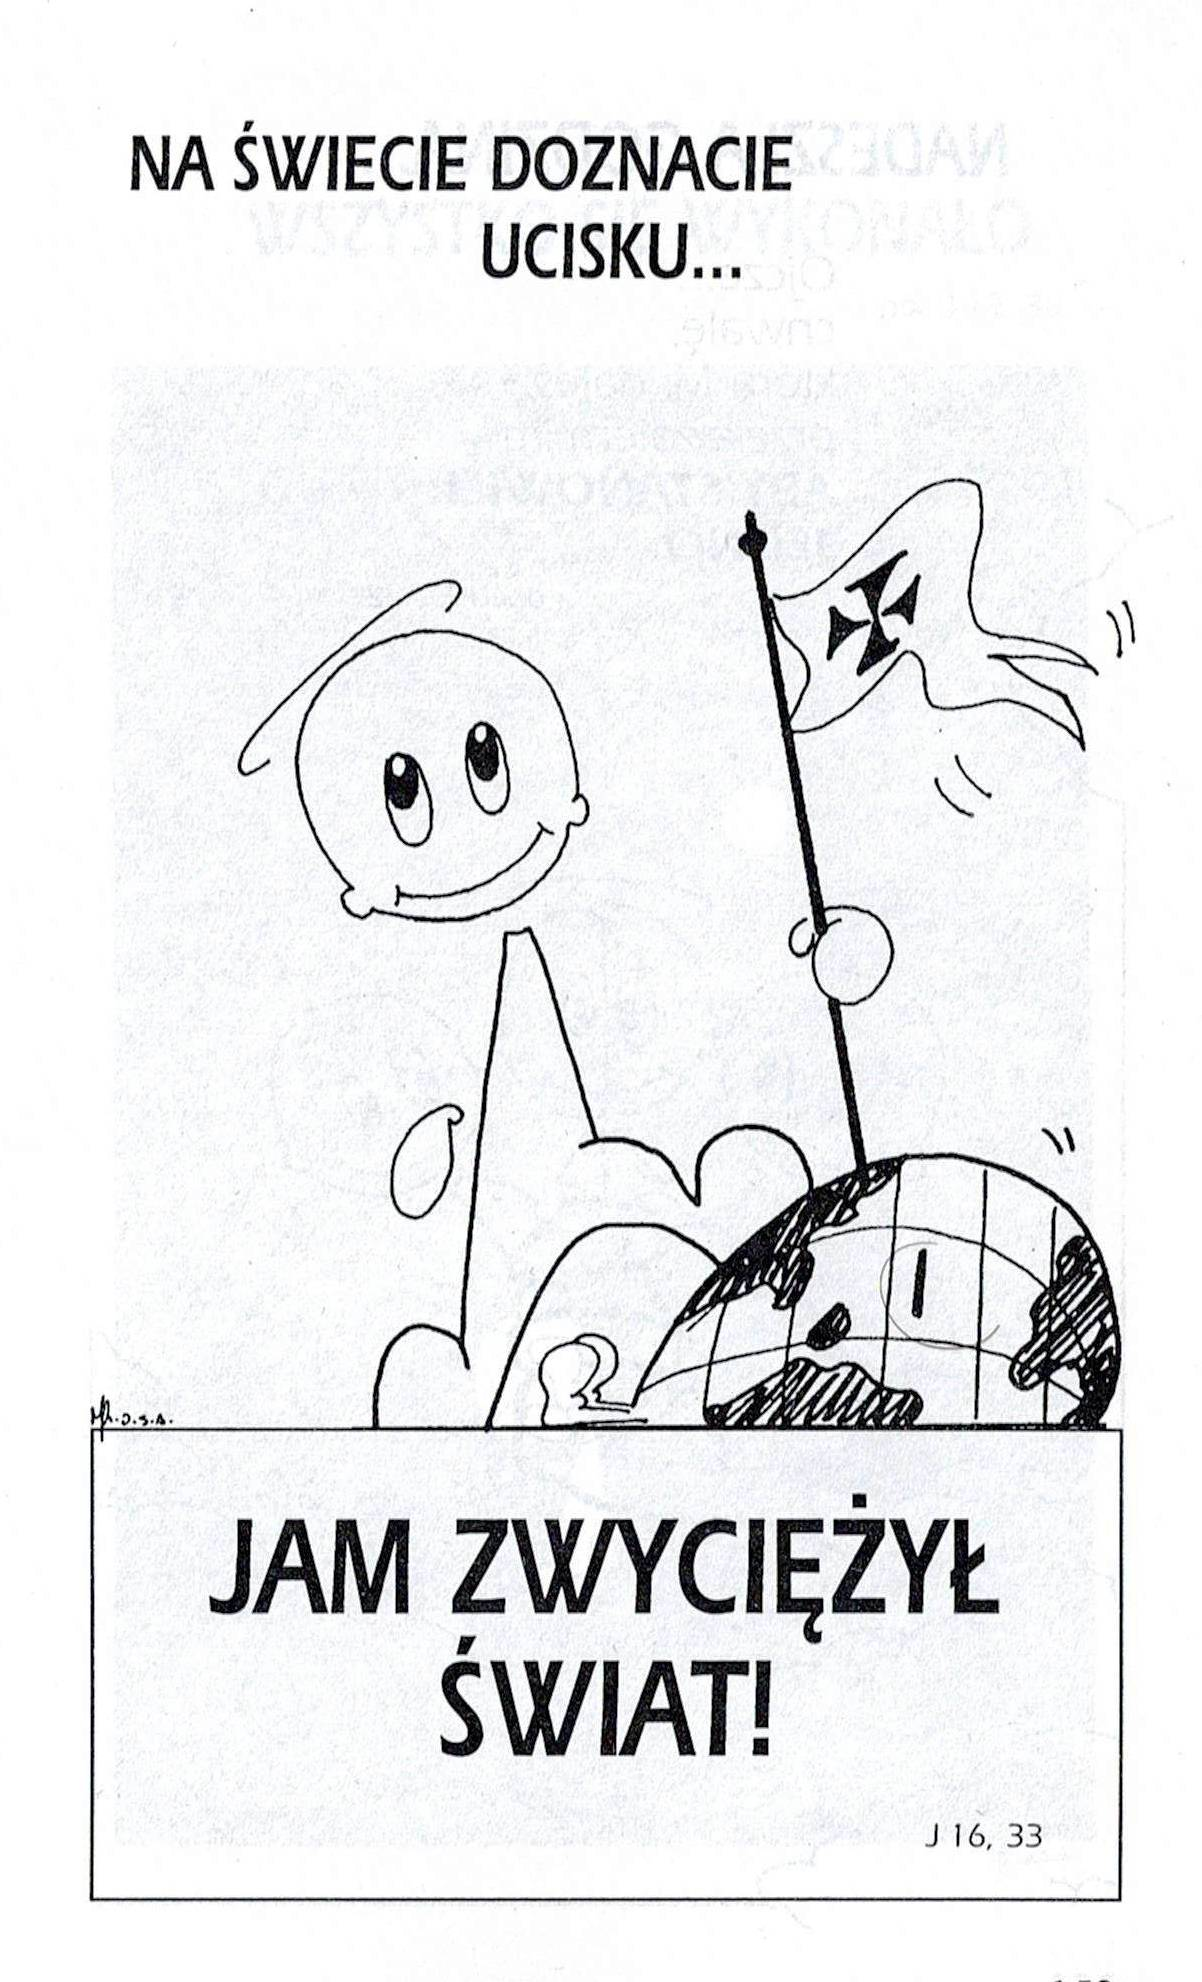 NA ŚWIECIE DOZNACIE
UCISKU...
JAM ZWYCIĘŻYŁ
ŚWIAT!
J 16, 33